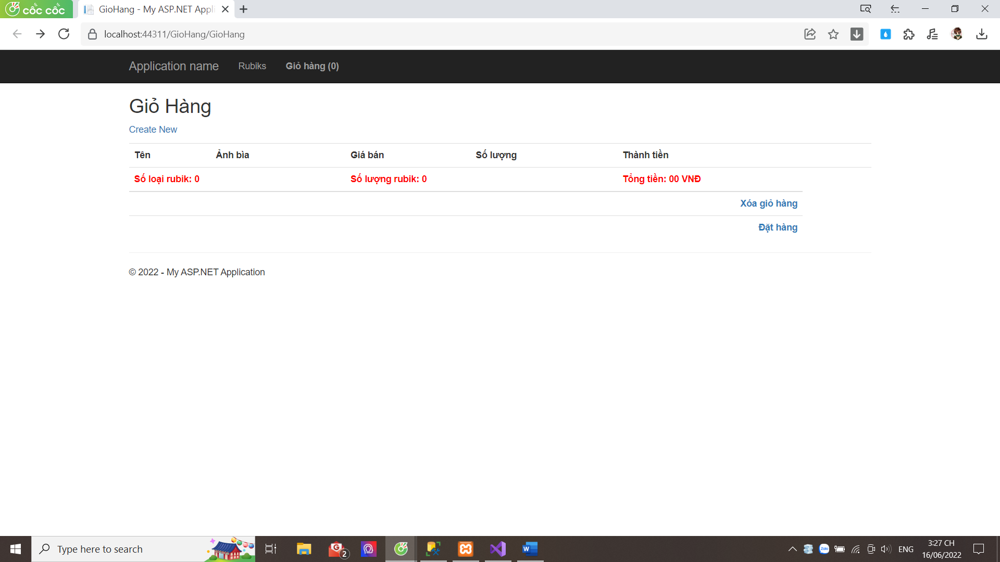 cốc cốc
GioHang - My ASP.NET Appli
localhost:44311/GioHang/GioHang
Application name Rubiks Giỏ hàng (0)
Giỏ Hàng
Create New
Tên Ảnh bìa Giá bán Số lượng Thành tiền
Số loại rubik: 0 Số lượng rubik: 0 Tổng tiền: 00 VNĐ
Xóa giỏ hàng
Đặt hàng
© 2022 - My ASP.NET Application
Type here to search
G
2
W
Zalo
ENG
3:27 CH
16/06/2022